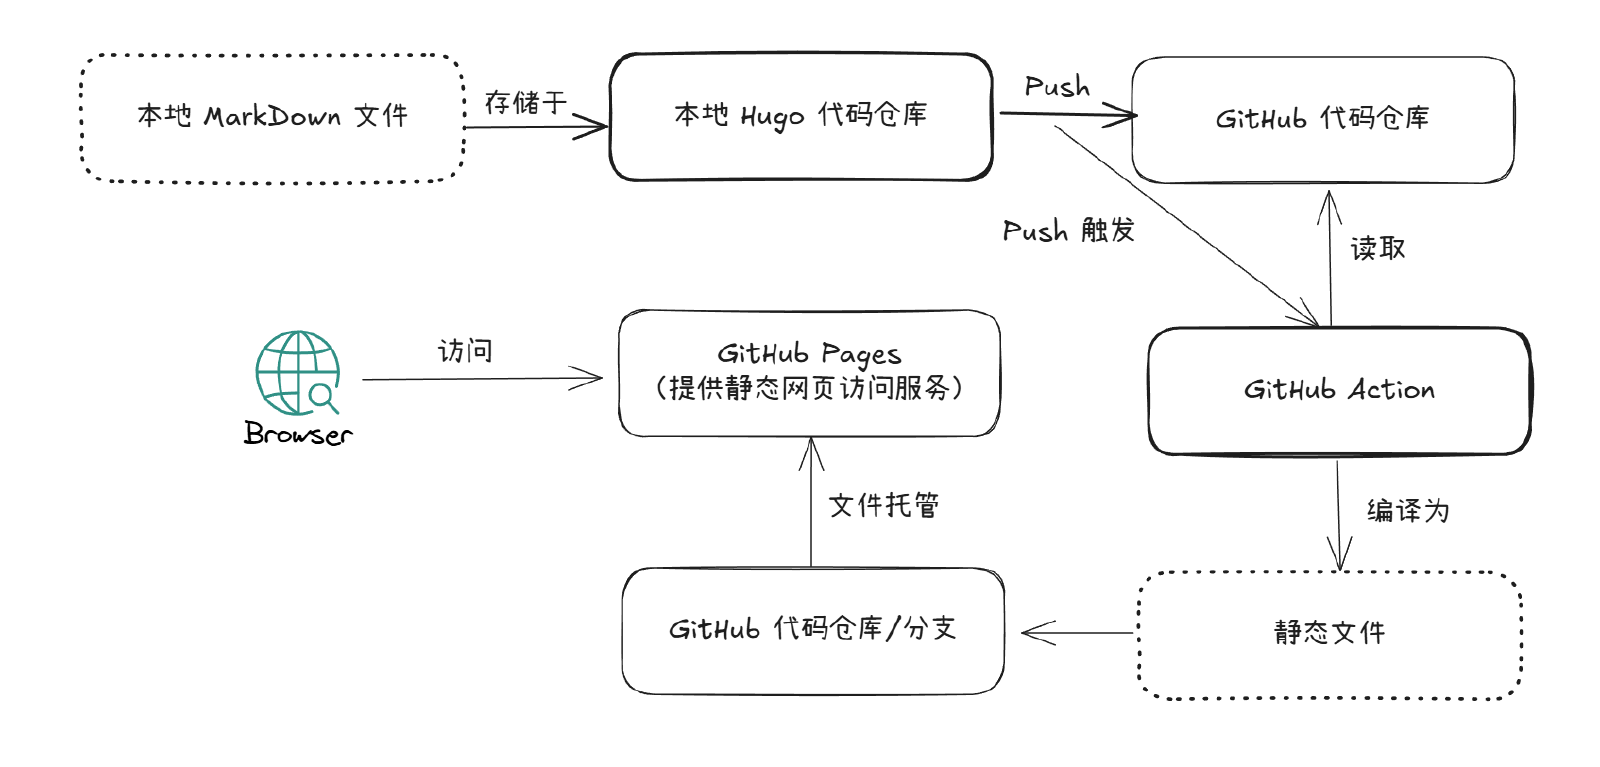 本地 MarkDown 文件
存储于
本地 Hugo 代码仓库
Push
GitHub 代码仓库
Push 触发
读取
Browser
访问
GitHub Pages
（提供静态网页访问服务）
GitHub Action
文件托管
编译为
GitHub 代码仓库/分支
静态文件